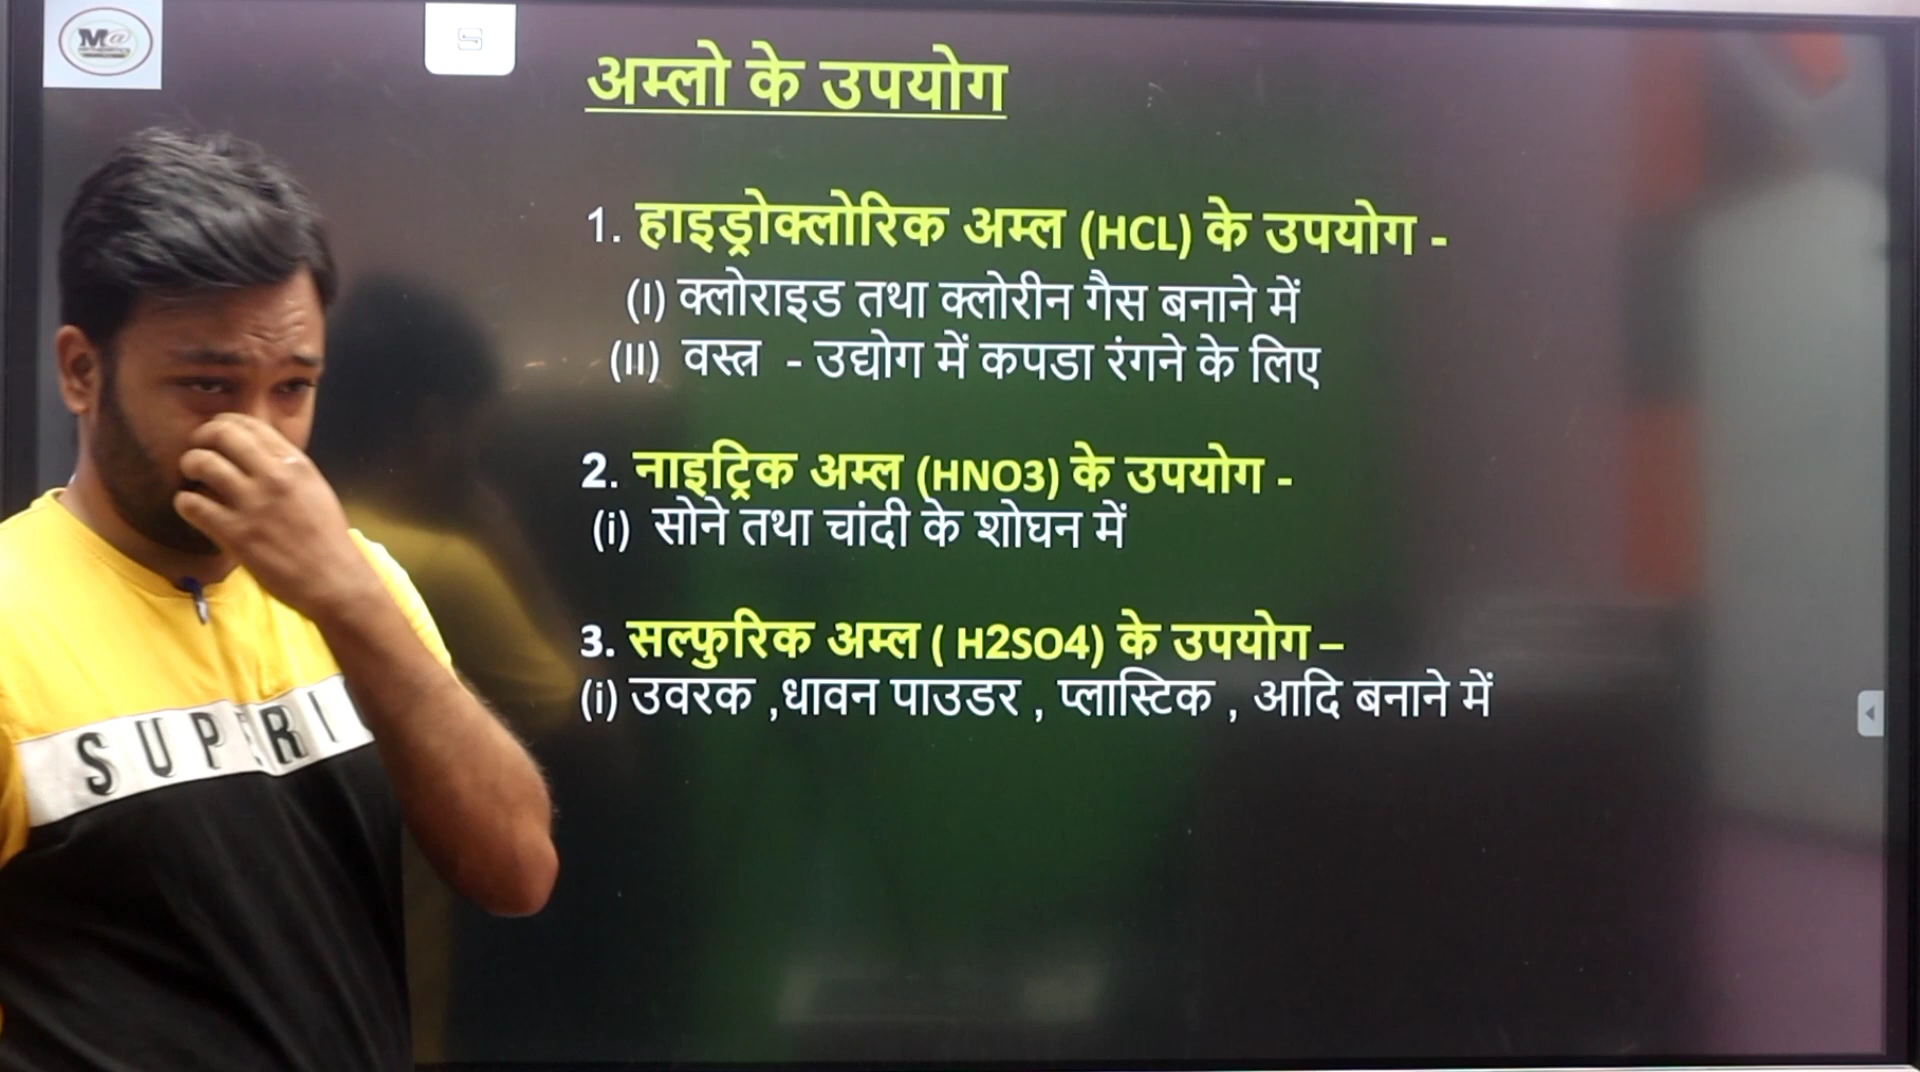 M@
अम्लो के उपयोग
1. हाइड्रोक्लोरिक अम्ल (HCL) के उपयोग -
(I) क्लोराइड तथा क्लोरीन गैस बनाने में
(II) वस्त्र - उद्योग में कपडा रंगने के लिए
2. नाइट्रिक अम्ल (HNO3) के उपयोग -
(i) सोने तथा चांदी के शोघन में
3. सल्फुरिक अम्ल ( H2SO4) के उपयोग –
(i) उवरक ,धावन पाउडर , प्लास्टिक , आदि बनाने में